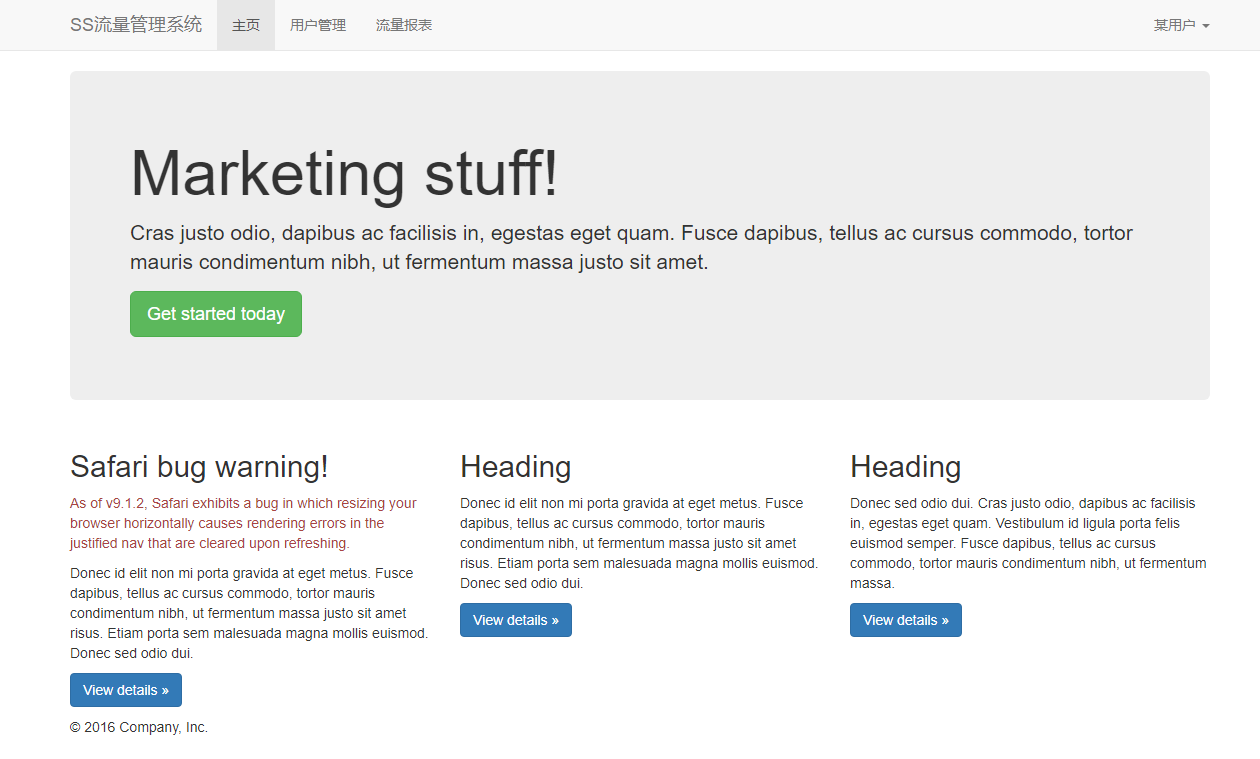 SS流量管理系统 主页 用户管理 流量报表 某用户
Marketing stuff!
Cras justo odio, dapibus ac facilisis in, egestas eget quam. Fusce dapibus, tellus ac cursus commodo, tortor
mauris condimentum nibh, ut fermentum massa justo sit amet.
Get started today
Safari bug warning!
As of v9.1.2, Safari exhibits a bug in which resizing your
browser horizontally causes rendering errors in the
justified nav that are cleared upon refreshing.
Donec id elit non mi porta gravida at eget metus. Fusce
dapibus, tellus ac cursus commodo, tortor mauris
condimentum nibh, ut fermentum massa justo sit amet
risus. Etiam porta sem malesuada magna mollis euismod.
Donec sed odio dui.
View details »
Heading
Donec id elit non mi porta gravida at eget metus. Fusce
dapibus, tellus ac cursus commodo, tortor mauris
condimentum nibh, ut fermentum massa justo sit amet
risus. Etiam porta sem malesuada magna mollis euismod.
Donec sed odio dui.
View details »
Heading
Donec sed odio dui. Cras justo odio, dapibus ac facilisis
in, egestas eget quam. Vestibulum id ligula porta felis
euismod semper. Fusce dapibus, tellus ac cursus
commodo, tortor mauris condimentum nibh, ut fermentum
massa.
View details »
© 2016 Company, Inc.